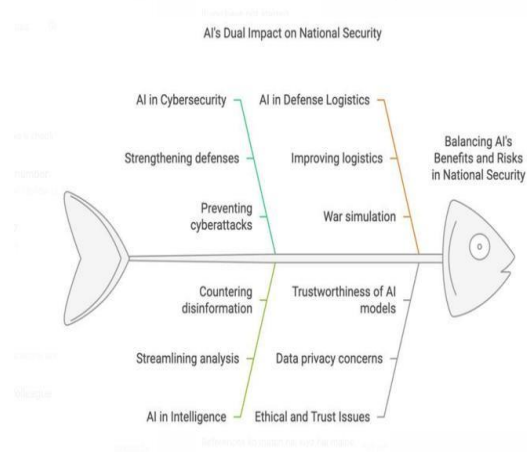 AI's Dual Impact on National Security
AI in Cybersecurity
AI in Defense Logistics
Strengthening defenses
Improving logistics
Preventing
cyberattacks
War simulation
Balancing AI's
Benefits and Risks
in National Security
Countering
disinformation
Trustworthiness of AI
models
Streamlining analysis
Data privacy concerns
AI in Intelligence
Ethical and Trust Issues